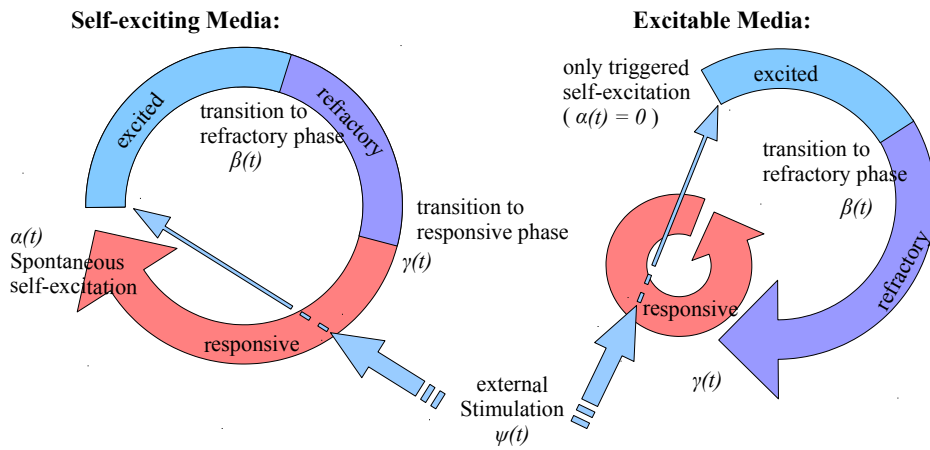 Self-exciting Media:
excited
refractory
transition to
refractory phase
β(t)
transition to
responsive phase
γ(t)
α(t)
Spontaneous
self-excitation
responsive
external
Stimulation
ψ(t)
Excitable Media:
only triggered
self-excitation
( α(t) = 0 )
excited
transition to
refractory phase
β(t)
refractory
responsive
γ(t)